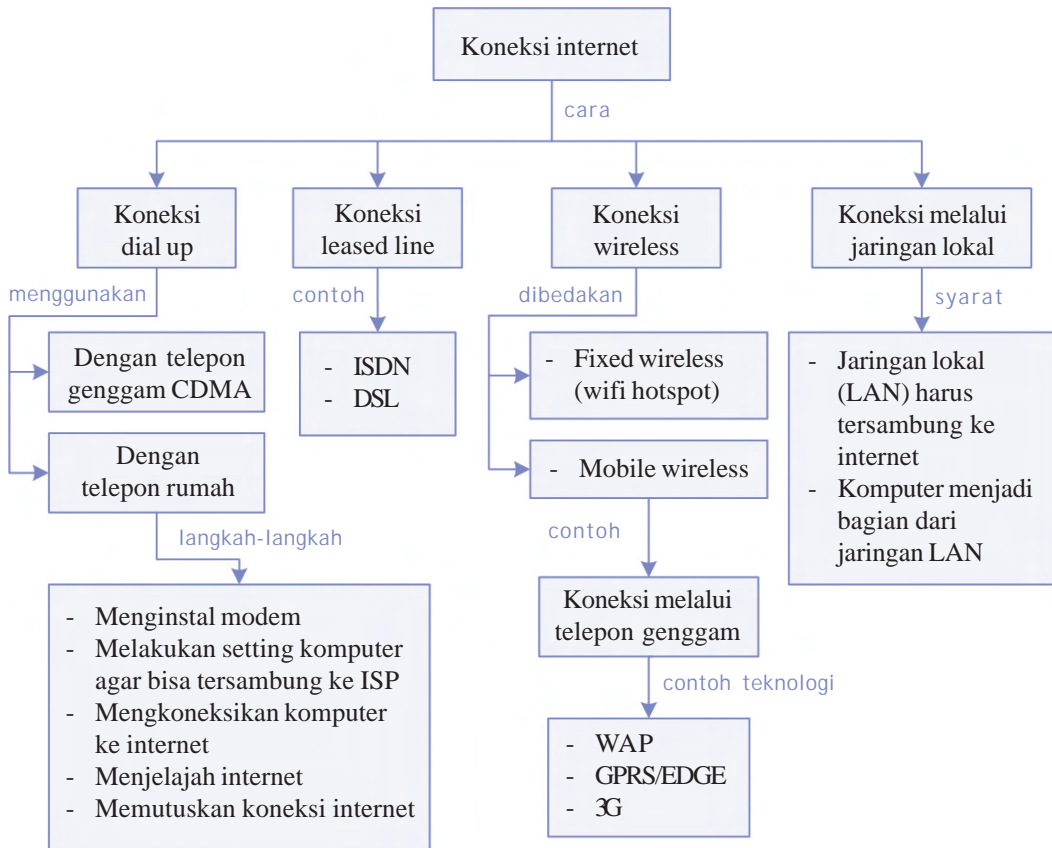 Koneksi internet
cara
Koneksi
dial up
Koneksi
leased line
Koneksi
wireless
Koneksi melalui
jaringan lokal
menggunakan
contoh
dibedakan
syarat
Dengan telepon
genggam CDMA
Dengan
telepon rumah
- ISDN
- DSL
- Fixed wireless
(wifi hotspot)
- Mobile wireless
- Jaringan lokal
(LAN) harus
tersambung ke
internet
- Komputer menjadi
bagian dari
jaringan LAN
langkah-langkah
- Menginstal modem
- Melakukan setting komputer
agar bisa tersambung ke ISP
- Mengkoneksikan komputer
ke internet
- Menjelajah internet
- Memutuskan koneksi internet
contoh
Koneksi melalui
telepon genggam
contoh teknologi
- WAP
- GPRS/EDGE
- 3G